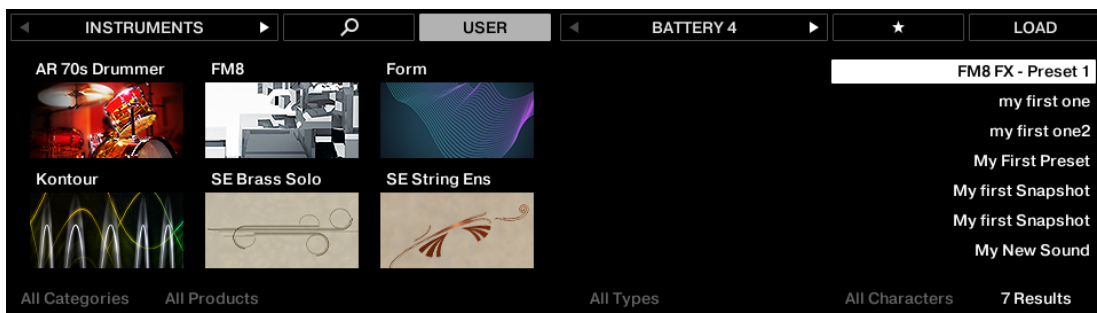 INSTRUMENTS USER BATTERY 4 ★ LOAD
AR 70s Drummer FM8 Form
FM8 FX - Preset 1
my first one
my first one2
My First Preset
Kontour SE Brass Solo SE String Ens
My first Snapshot
My first Snapshot
My New Sound
All Categories All Products All Types All Characters 7 Results